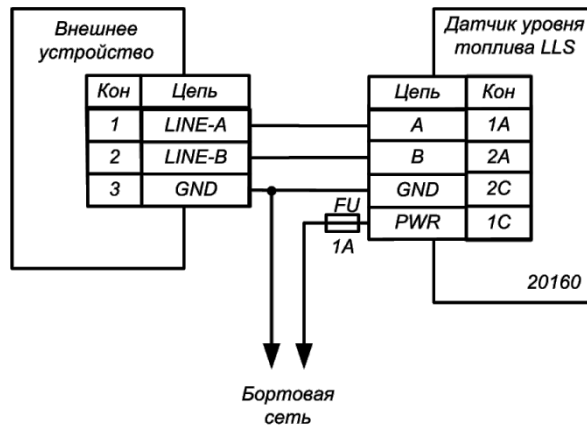 Внешнее
устройство
Кон Цепь
1 LINE-A
2 LINE-B
3 GND
Датчик уровня
топлива LLS
Цепь Кон
A 1A
B 2A
GND 2C
PWR 1C
FU
1A
20160
Бортовая
сеть